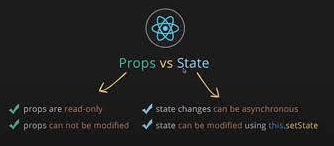 Props vs State
props are read-only
props can not be modified
state changes can be asynchronous
state can be modified using this.setState